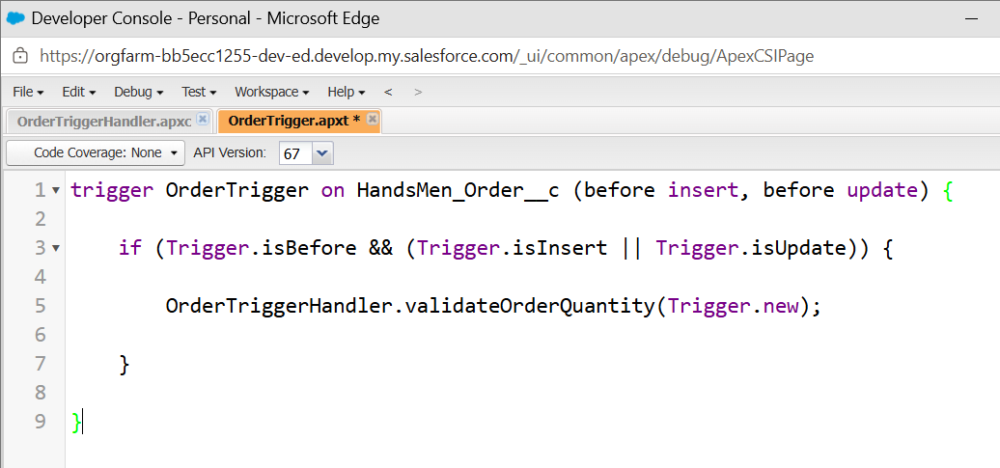 Developer Console - Personal - Microsoft Edge
https://orgfarm-bb5ecc1255-dev-ed.develop.my.salesforce.com/_ui/common/apex/debug/ApexCSIPage
File Edit Debug Test Workspace Help < >
OrderTriggerHandler.apxc OrderTrigger.apxt *
Code Coverage: None API Version: 67
1 trigger OrderTrigger on HandsMen_Order__c (before insert, before update) {
2
3 if (Trigger.isBefore && (Trigger.isInsert || Trigger.isUpdate)) {
4
5 OrderTriggerHandler.validateOrderQuantity(Trigger.new);
6
7 }
8
9 }